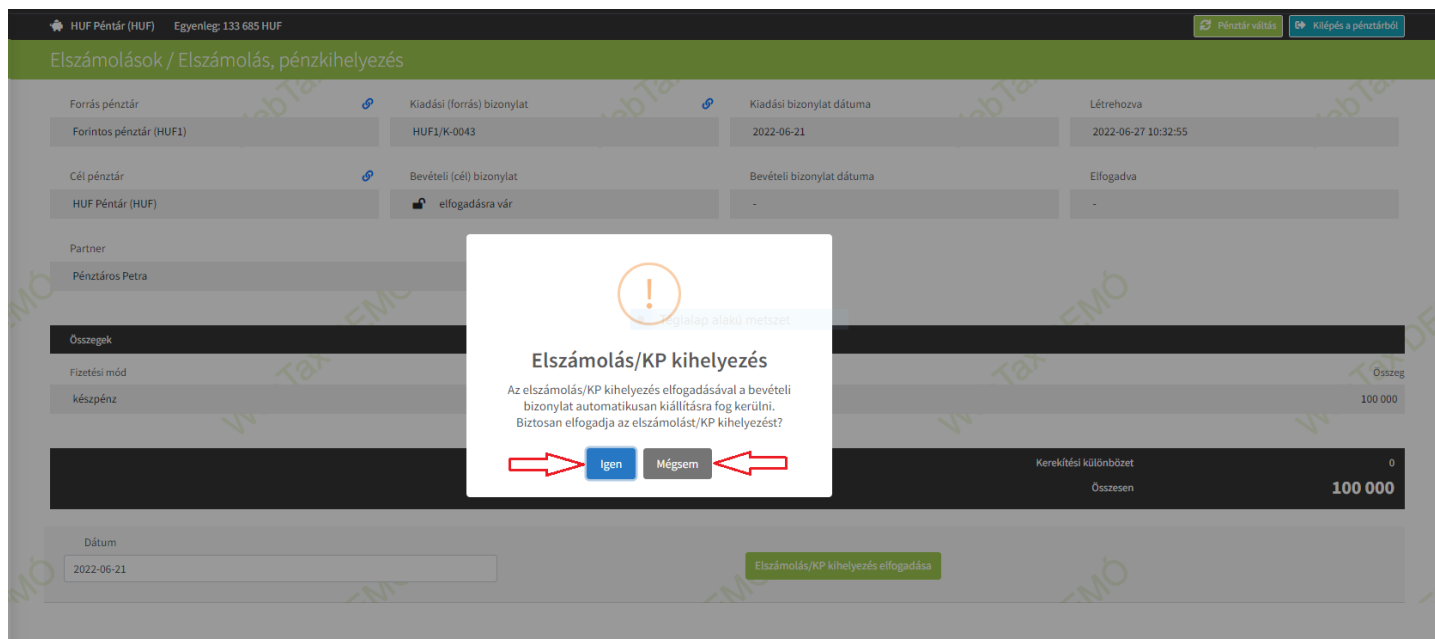 HUF Péntár (HUF) Egyenleg: 133 685 HUF Pénztár váltás Kilépés a pénztárból
Elszámolások / Elszámolás, pénzkihelyezés
Forrás pénztár Kiadási (forrás) bizonylat Kiadási bizonylat dátuma Létrehozva
Forintos pénztár (HUF1) HUF1/K-0043 2022-06-21 2022-06-27 10:32:55
Cél pénztár Bevételi (cél) bizonylat Bevételi bizonylat dátuma Elfogadva
HUF Péntár (HUF) elfogadásra vár - -
Partner
Pénztáros Petra
!
Téglalap alakú metszet
Összegek
Elszámolás/KP kihelyezés
Fizetési mód Összeg
Az elszámolás/KP kihelyezés elfogadásával a bevételi
készpénz 100 000
bizonylat automatikusan kiállításra fog kerülni.
Biztosan elfogadja az elszámolást/KP kihelyezést?
Igen Mégsem
Kerekítési különbözet 0
Összesen 100 000
Dátum
2022-06-21 Elszámolás/KP kihelyezés elfogadása